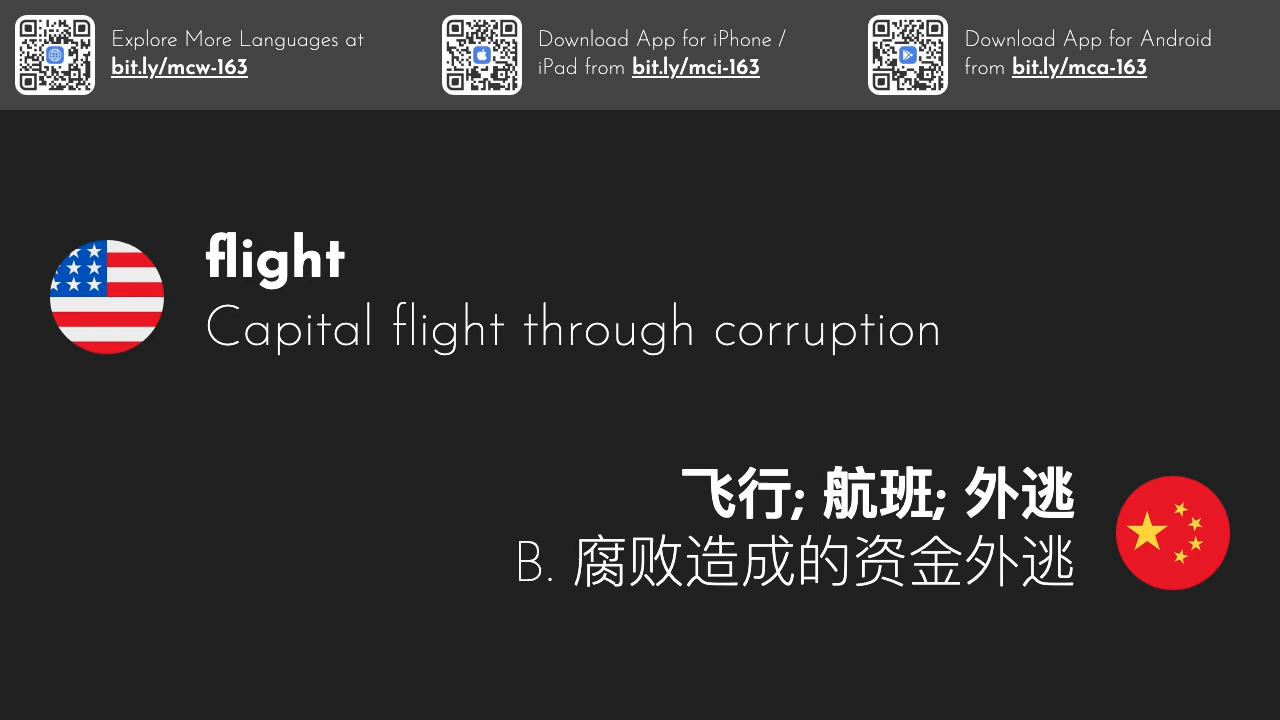 Explore More Languages at
bit.ly/mcw-163
Download App for iPhone /
iPad from bit.ly/mci-163
Download App for Android
from bit.ly/mca-163
flight
Capital flight through corruption
飞行; 航班; 外逃
B. 腐败造成的资金外逃